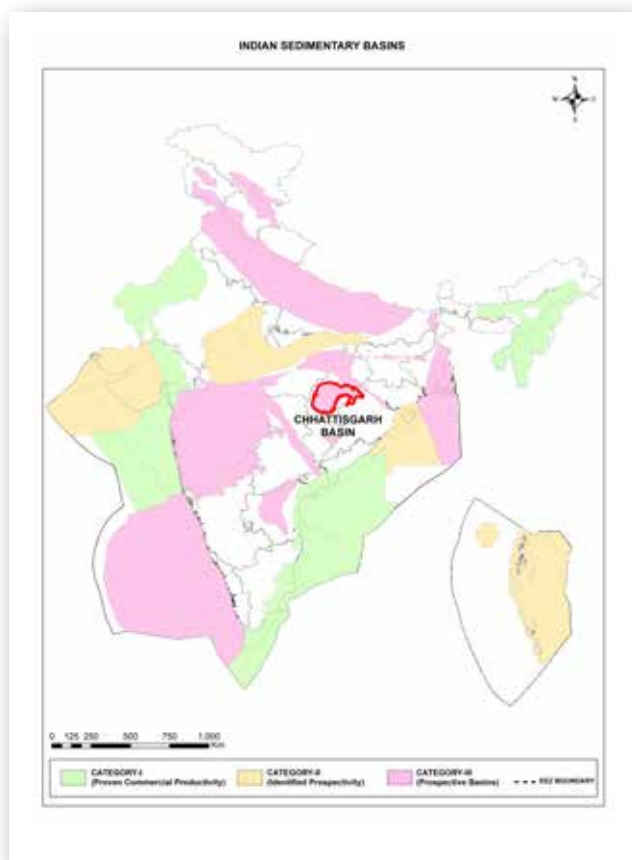 INDIAN SEDIMENTARY BASINS
N
W
E
S
CHHATTISGARH
BASIN
0 125 250 500 750 1,000
Km
CATEGORY-I
(Proven Commercial Productivity)
CATEGORY-II
(Identified Prospectivity)
CATEGORY-III
(Prospective Basins)
EEZ BOUNDARY